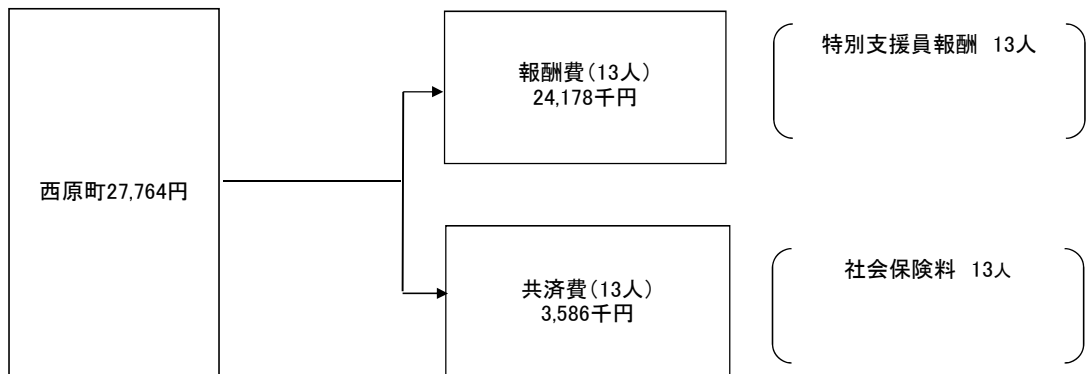 特別支援員報酬 13人
報酬費(13人)
24,178千円
西原町27,764円
社会保険料 13人
共済費(13人)
3,586千円